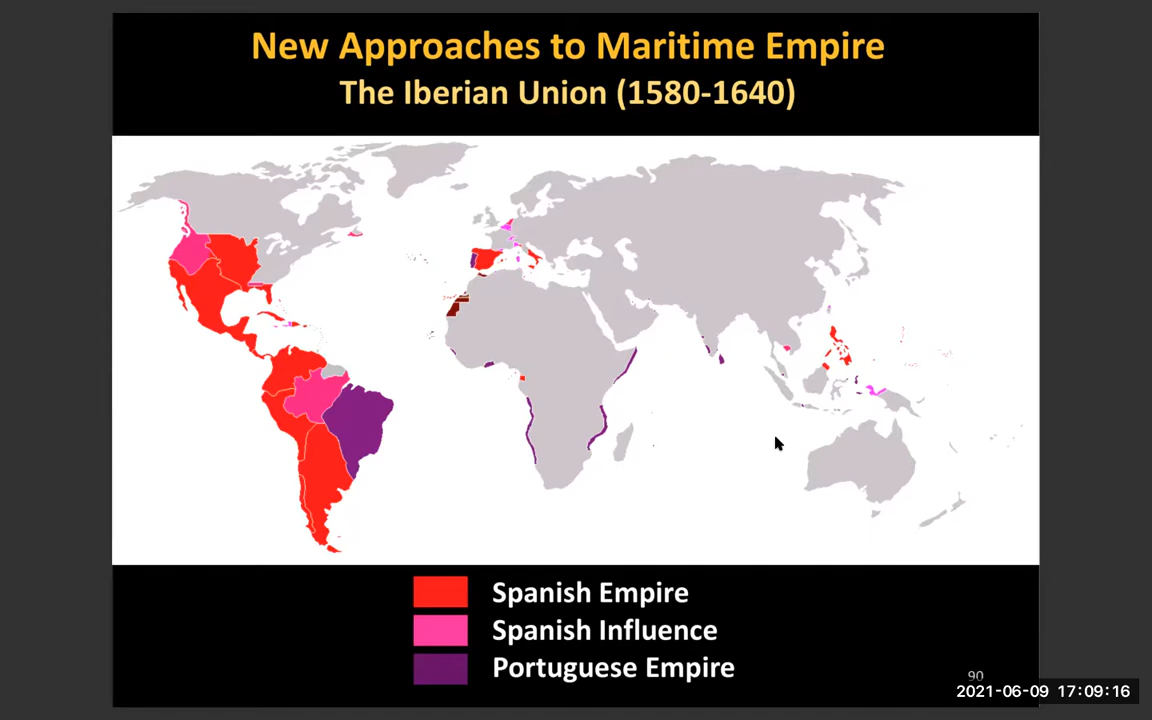 New Approaches to Maritime Empire
The Iberian Union (1580-1640)
Spanish Empire
Spanish Influence
Portuguese Empire
90
2021-06-09 17:09:16